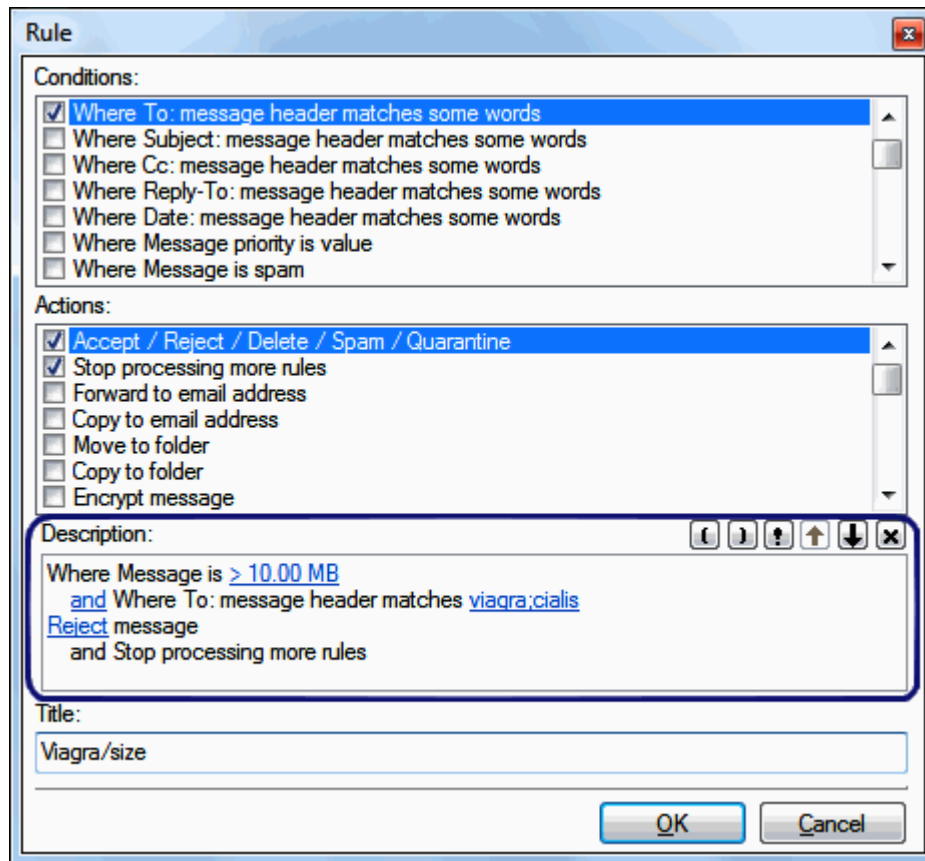 Rule
Conditions:
Where To: message header matches some words
Where Subject: message header matches some words
Where Cc: message header matches some words
Where Reply-To: message header matches some words
Where Date: message header matches some words
Where Message priority is value
Where Message is spam
Actions:
Accept / Reject / Delete / Spam / Quarantine
Stop processing more rules
Forward to email address
Copy to email address
Move to folder
Copy to folder
Encrypt message
Description:
Where Message is > 10.00 MB
and Where To: message header matches viagra;cialis
Reject message
and Stop processing more rules
Title:
Viagra/size
OK Cancel